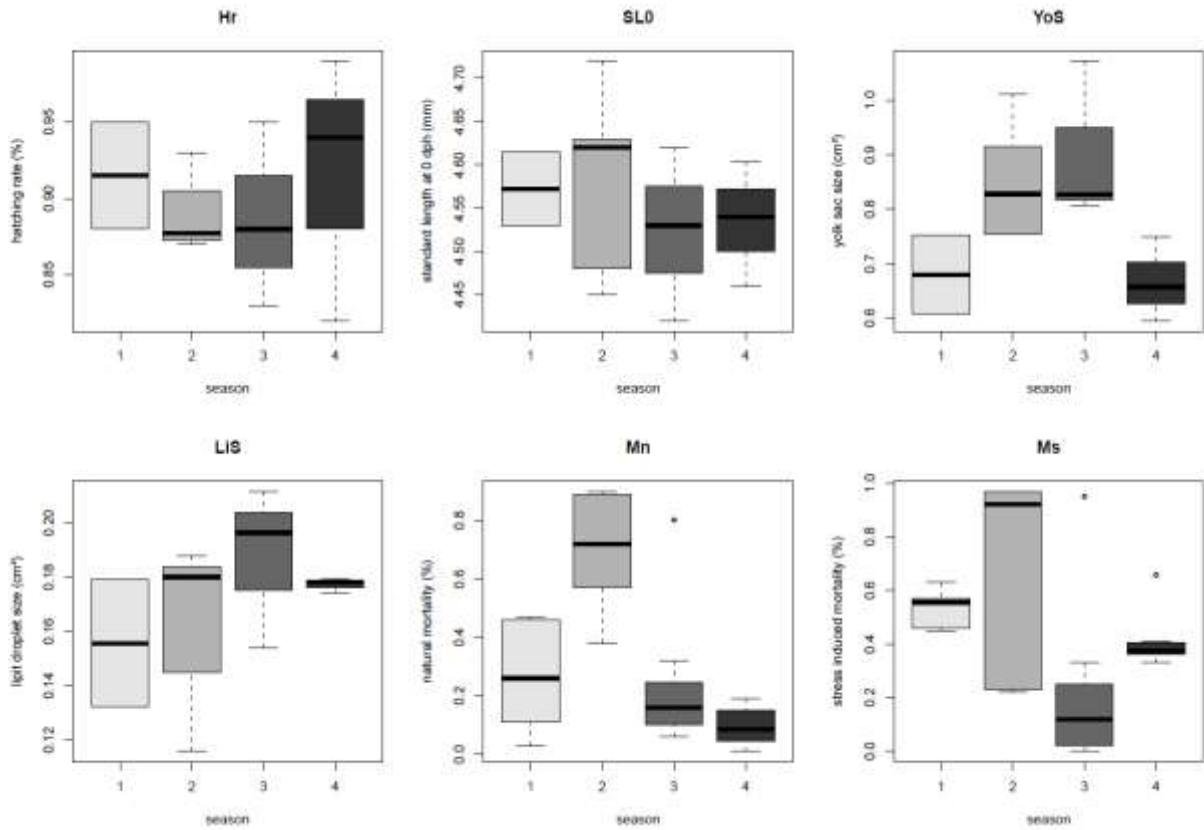 Hr
SL0
YoS
hatching rate (%)
0.85
0.90
0.95
1 2 3 4
season
standard length at 0 dph (mm)
4.45
4.50
4.55
4.60
4.65
4.70
1 2 3 4
season
yolk sac size (cm²)
0.6
0.7
0.8
0.9
1.0
1 2 3 4
season
LiS
Mn
Ms
lipit droplet size (cm²)
0.12
0.14
0.16
0.18
0.20
1 2 3 4
season
natural mortality (%)
0.0
0.2
0.4
0.6
0.8
1 2 3 4
season
stress induced mortality (%)
0.0
0.2
0.4
0.6
0.8
1.0
1 2 3 4
season